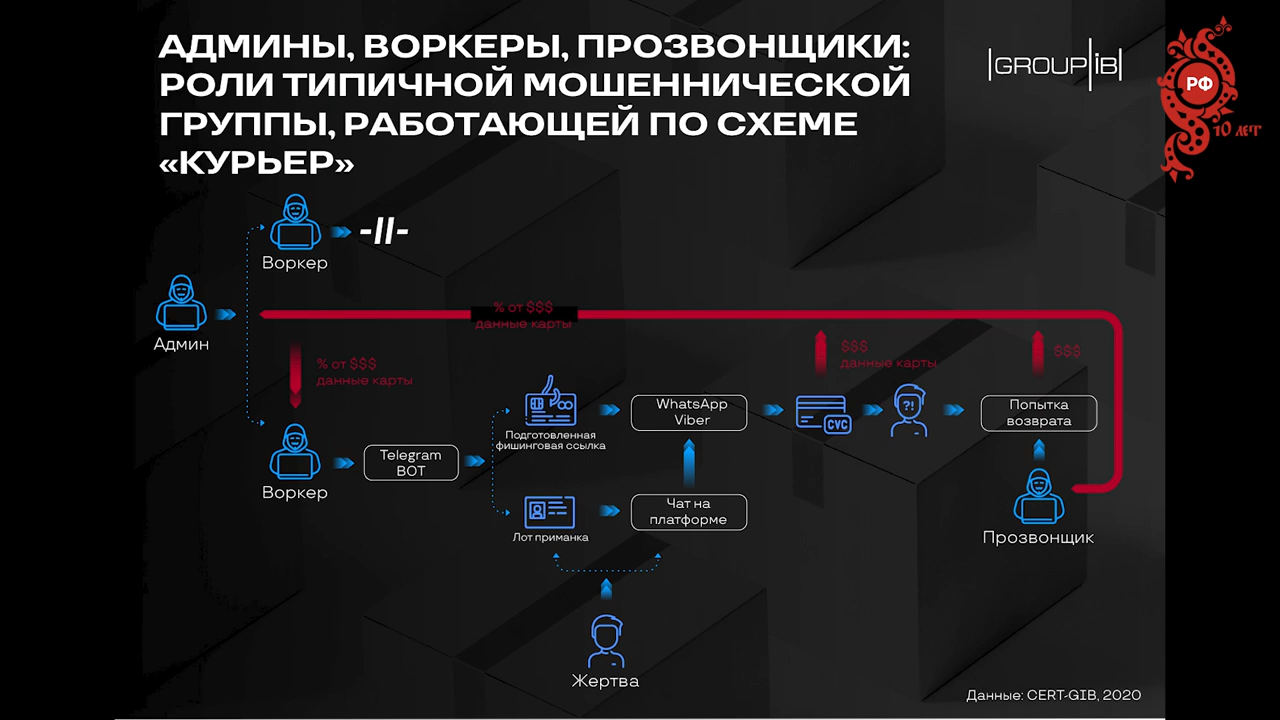 АДМИНЫ, ВОРКЕРЫ, ПРОЗВОНЩИКИ:
РОЛИ ТИПИЧНОЙ МОШЕННИЧЕСКОЙ
ГРУППЫ, РАБОТАЮЩЕЙ ПО СХЕМЕ
«КУРЬЕР»
GROUP IB
РФ
10 ЛЕТ
-//-
Воркер
Админ
% от $$$
данные карты
% от $$$
данные карты
$$$
данные карты
$$$
?!
CVC
Подготовленная
фишинговая ссылка
WhatsApp
Viber
Попытка
возврата
Воркер
Telegram
BOT
Лот приманка
Чат на
платформе
Прозвонщик
Жертва
Данные: CERT-GIB, 2020